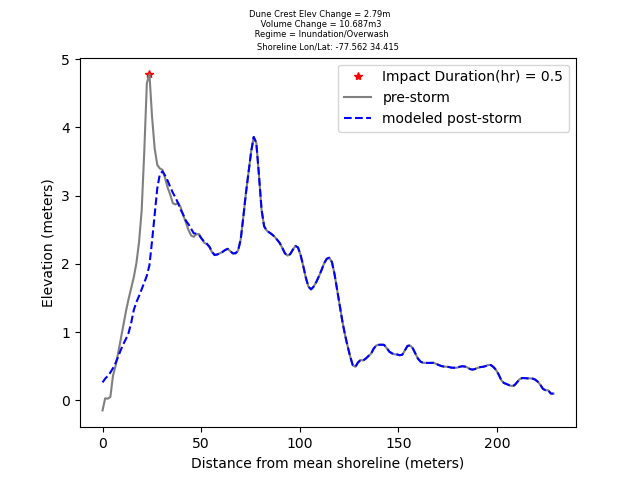 Dune Crest Elev Change = 2.79m
Volume Change = 10.687m3
Regime = Inundation/Overwash
Shoreline Lon/Lat: -77.562 34.415
Impact Duration(hr) = 0.5
pre-storm
modeled post-storm
Elevation (meters)
5
4
3
2
1
0
0 50 100 150 200
Distance from mean shoreline (meters)